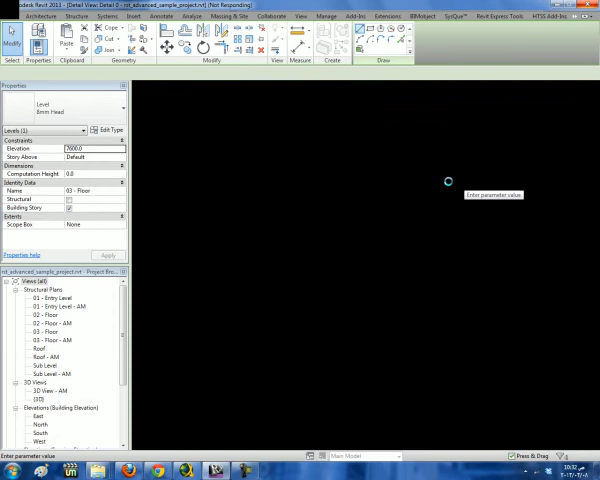 todesk Revit 2013 - [Detail View: Detail 0 - rst_advanced_sample_project.rvt] (Not Responding)
Architecture Structure Systems Insert Annotate Analyze Massing & Site Collaborate View Manage Add-Ins Extensions IBMobject SysQue™ Revit Express Tools HTSS Add-Ins
Modify Paste Cope Cut Join
Select Properties Clipboard Geometry Modify View Measure Create Draw
Properties
Level
8mm Head
Levels (1) Edit Type
Constraints
Elevation 7600.0
Story Above Default
Dimensions
Computation Height 0.0
Identity Data
Name 03 - Floor
Structural
Building Story
Extents
Scope Box None
Properties help Apply
Enter parameter value
nt_advanced_sample_project.rvt - Project Bro...
Views (all)
Structural Plans
01 - Entry Level
01 - Entry Level - AM
02 - Floor
02 - Floor - AM
03 - Floor
03 - Floor - AM
Roof
Roof - AM
Sub Level
Sub Level - AM
3D Views
3D View - AM
{3D}
Elevations (Building Elevation)
East
North
South
West
Enter parameter value Main Model Press & Drag
10:32 ص